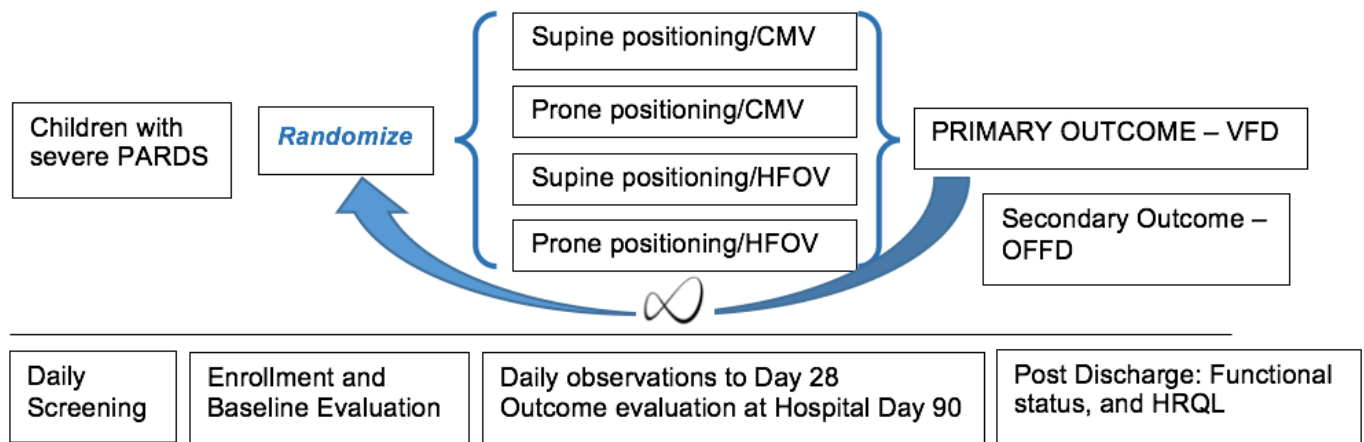 Children with
severe PARDS
Randomize
Supine positioning/CMV
Prone positioning/CMV
Supine positioning/HFOV
Prone positioning/HFOV
PRIMARY OUTCOME – VFD
Secondary Outcome –
OFFD
Daily
Screening
Enrollment and
Baseline Evaluation
Daily observations to Day 28
Outcome evaluation at Hospital Day 90
Post Discharge: Functional
status, and HRQL